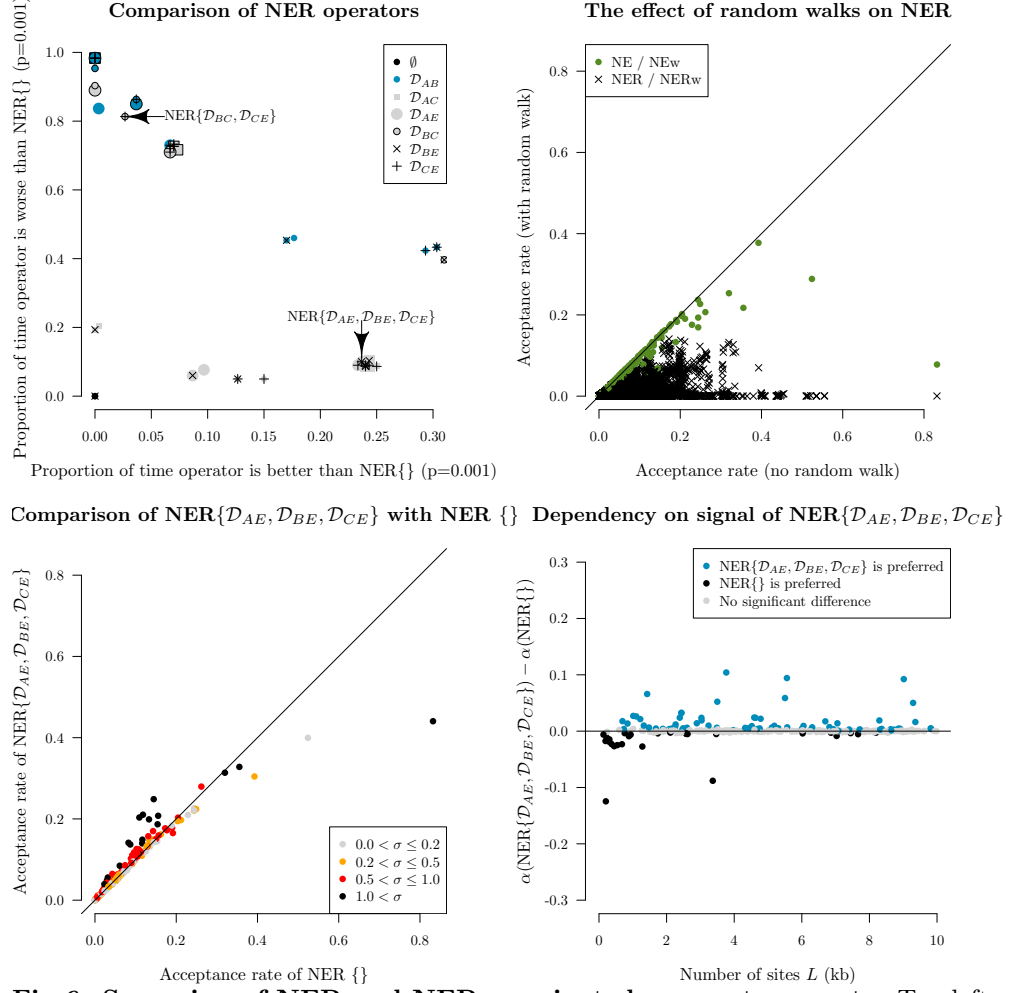 Comparison of NER operators
Proportion of time operator is worse than NER{} (p=0.001)
1.0
0.8
0.6
0.4
0.2
0.0
NER{𝒟_BC, 𝒟_CE}
NER{𝒟_AE, 𝒟_BE, 𝒟_CE}
∅
𝒟_AB
𝒟_AC
𝒟_AE
𝒟_BC
𝒟_BE
𝒟_CE
0.00 0.05 0.10 0.15 0.20 0.25 0.30
Proportion of time operator is better than NER{} (p=0.001)
The effect of random walks on NER
Acceptance rate (with random walk)
0.8
0.6
0.4
0.2
0.0
NE / NEw
NER / NERw
0.0 0.2 0.4 0.6 0.8
Acceptance rate (no random walk)
Comparison of NER{𝒟_AE, 𝒟_BE, 𝒟_CE} with NER {}
Acceptance rate of NER{𝒟_AE, 𝒟_BE, 𝒟_CE}
0.8
0.6
0.4
0.2
0.0
0.0 < σ ≤ 0.2
0.2 < σ ≤ 0.5
0.5 < σ ≤ 1.0
1.0 < σ
0.0 0.2 0.4 0.6 0.8
Acceptance rate of NER {}
Dependency on signal of NER{𝒟_AE, 𝒟_BE, 𝒟_CE}
α(NER{𝒟_AE, 𝒟_BE, 𝒟_CE}) − α(NER{})
0.3
0.2
0.1
0.0
-0.1
-0.2
-0.3
NER{𝒟_AE, 𝒟_BE, 𝒟_CE} is preferred
NER{} is preferred
No significant difference
0 2 4 6 8 10
Number of sites L (kb)